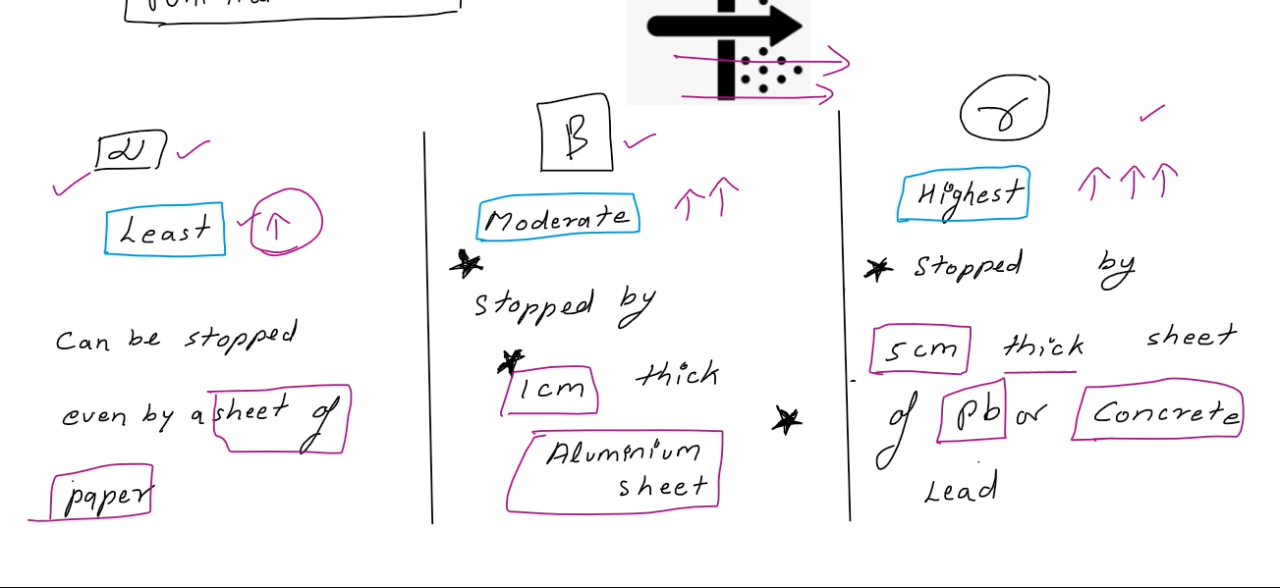 α
Least ↑
Can be stopped
even by a sheet of
paper
β
Moderate ↑↑
Stopped by
1cm thick
Aluminium
sheet
γ
Highest ↑↑↑
Stopped by
5cm thick sheet
of Pb or Concrete
Lead